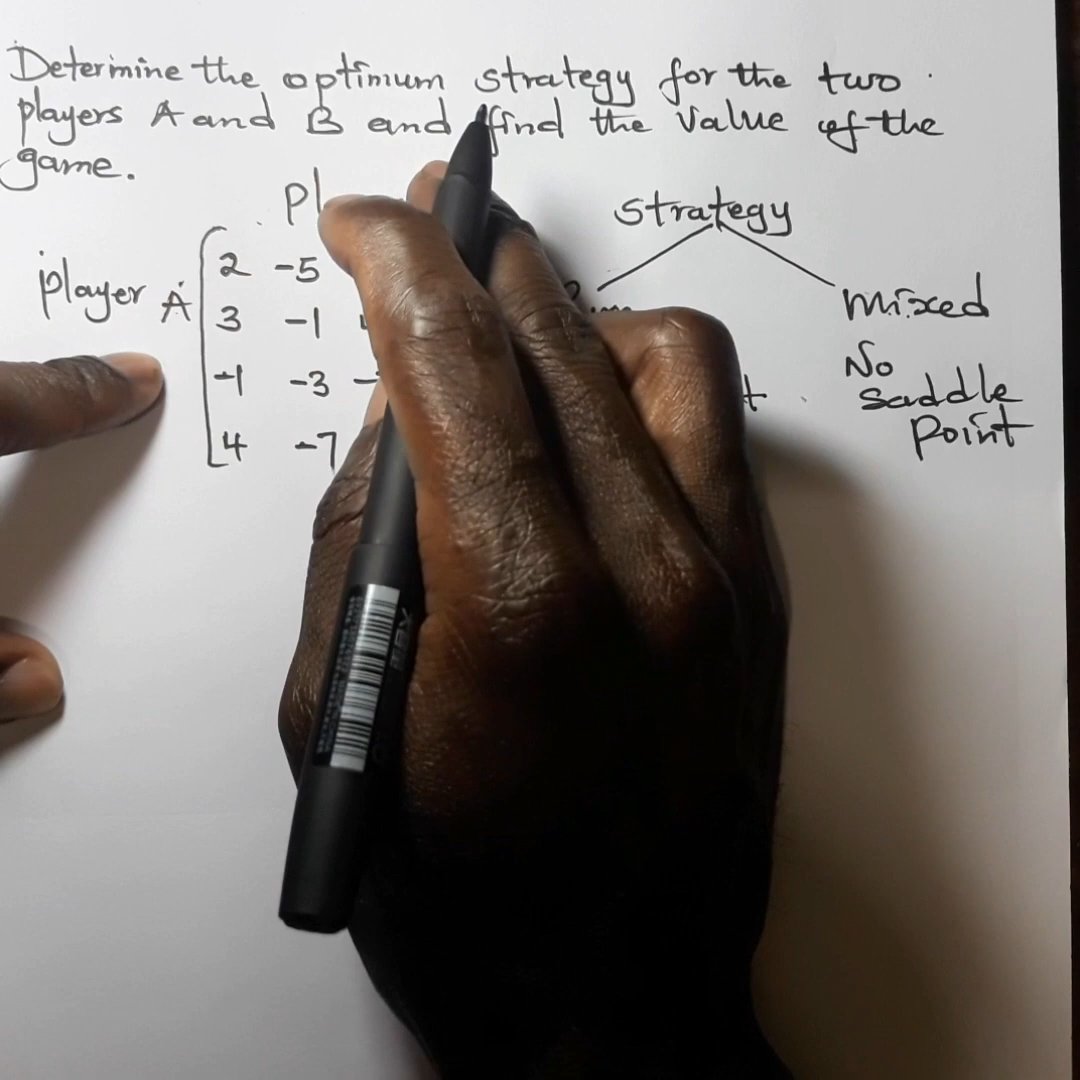 Determine the optimum strategy for the two
players A and B and find the value of the
game.
strategy
player A
2 -5
3 -1
-1 -3
4 -7
mixed
No
saddle
point